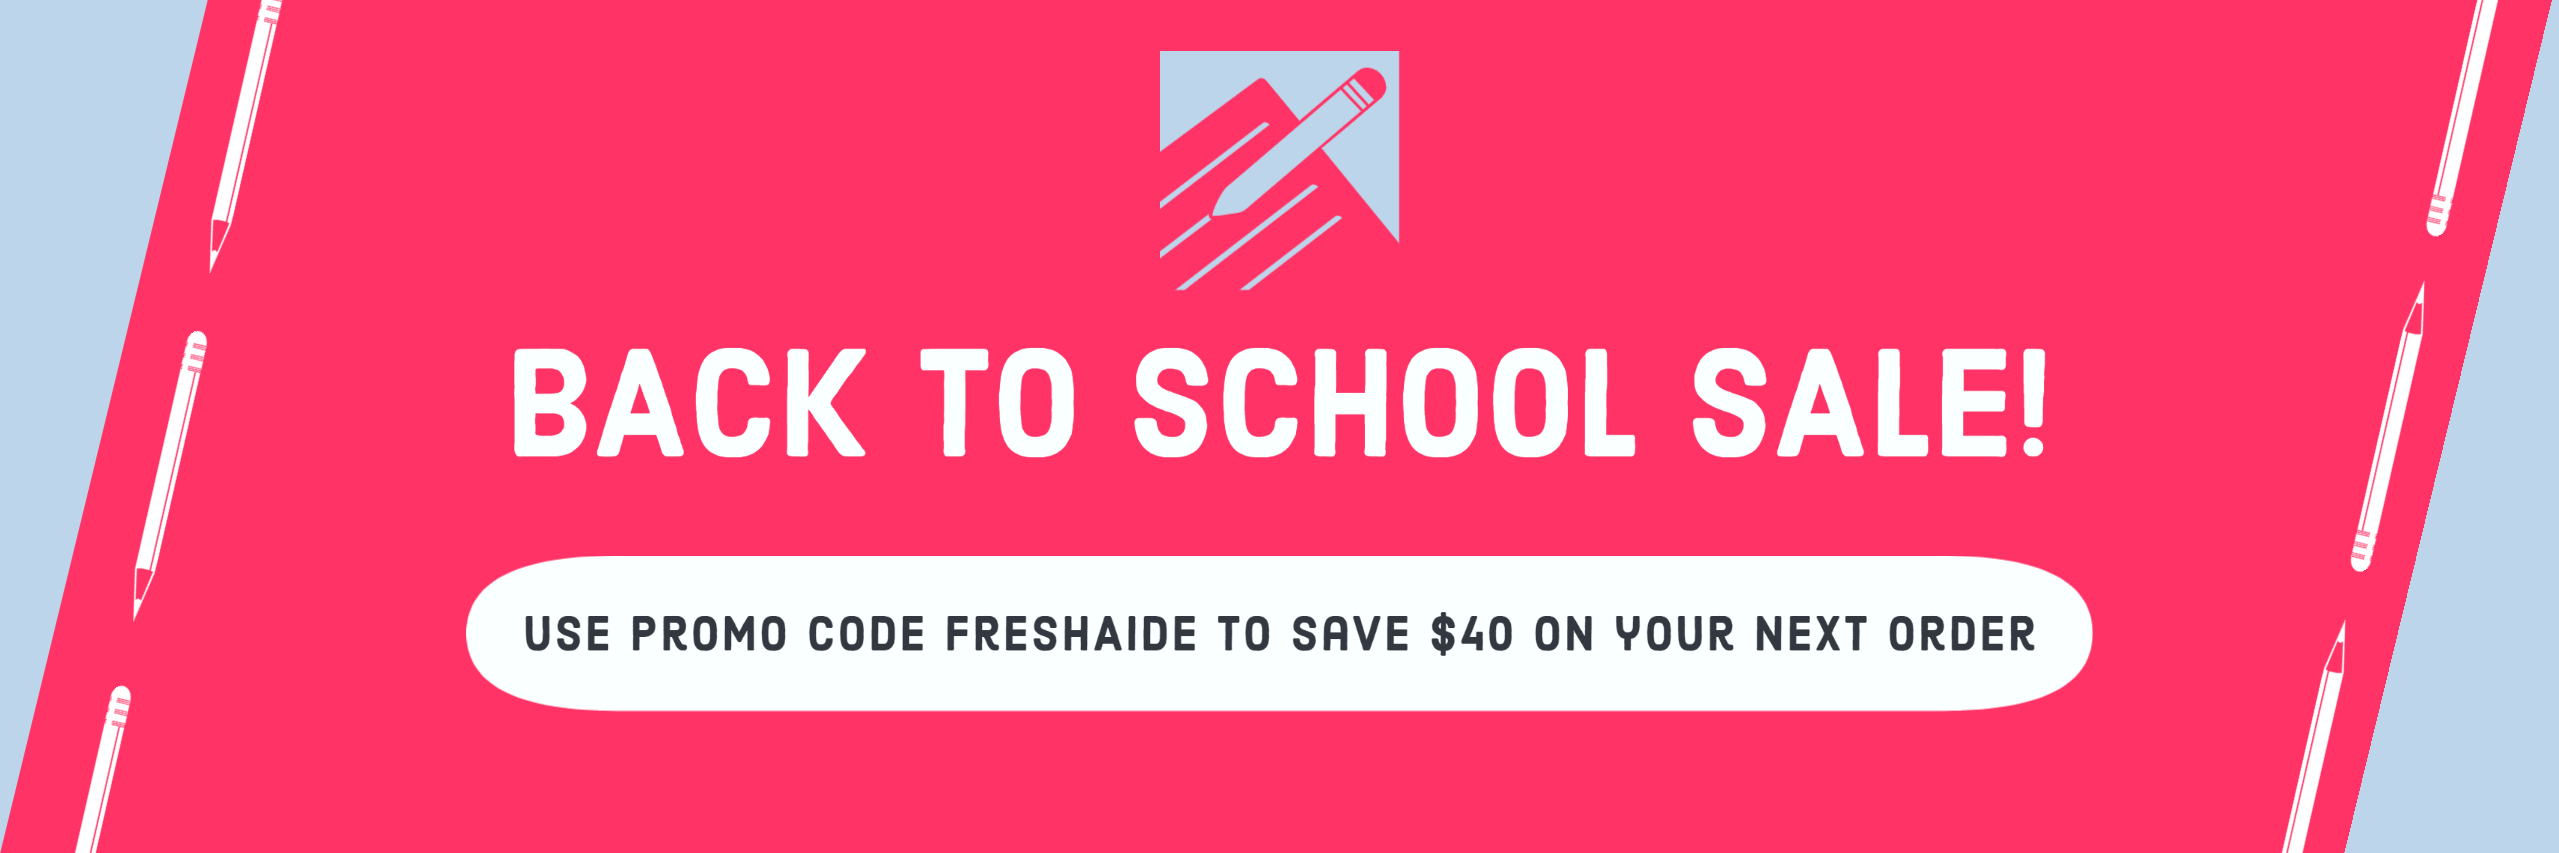 BACK TO SCHOOL SALE!
USE PROMO CODE FRESHAIDE TO SAVE $40 ON YOUR NEXT ORDER